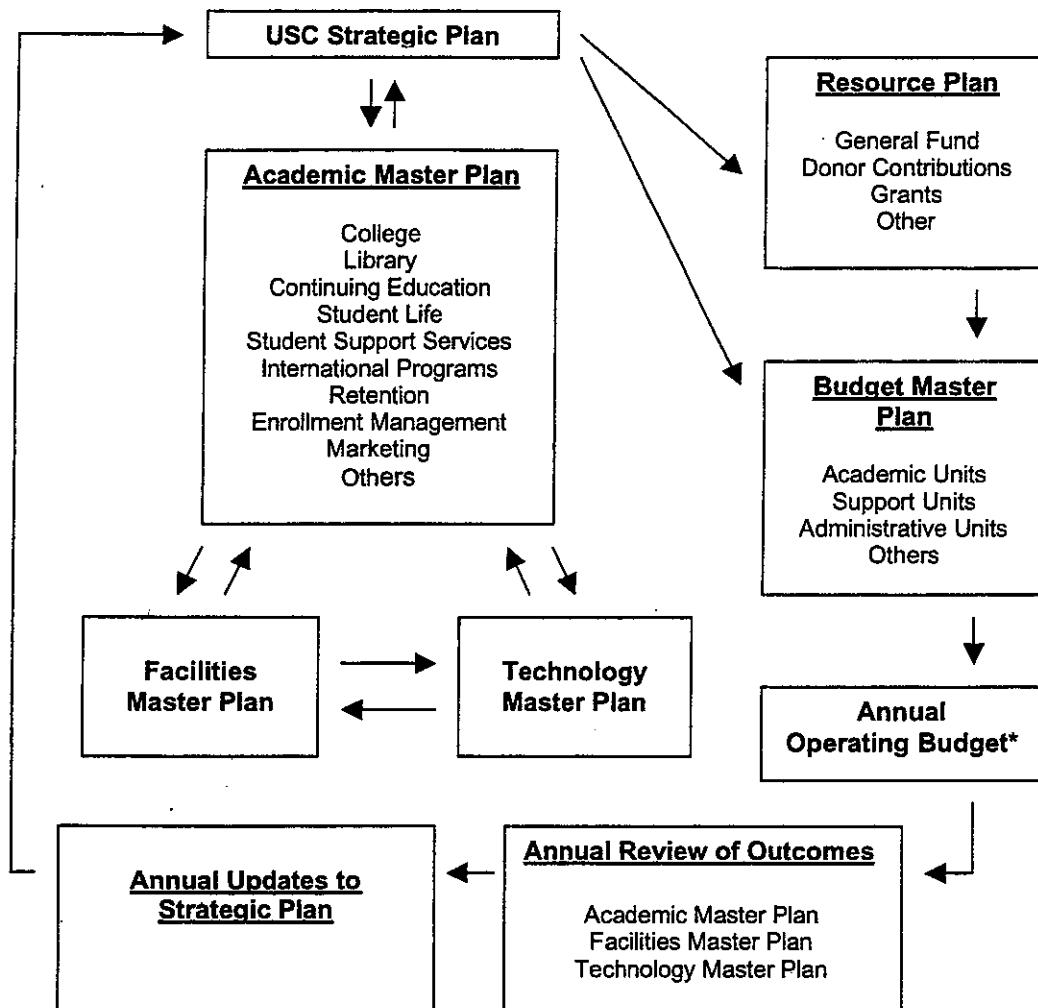 USC Strategic Plan
Resource Plan
General Fund
Donor Contributions
Grants
Other
Academic Master Plan
College
Library
Continuing Education
Student Life
Student Support Services
International Programs
Retention
Enrollment Management
Marketing
Others
Budget Master
Plan
Academic Units
Support Units
Administrative Units
Others
Facilities
Master Plan
Technology
Master Plan
Annual
Operating Budget*
Annual Updates to
Strategic Plan
Annual Review of Outcomes
Academic Master Plan
Facilities Master Plan
Technology Master Plan